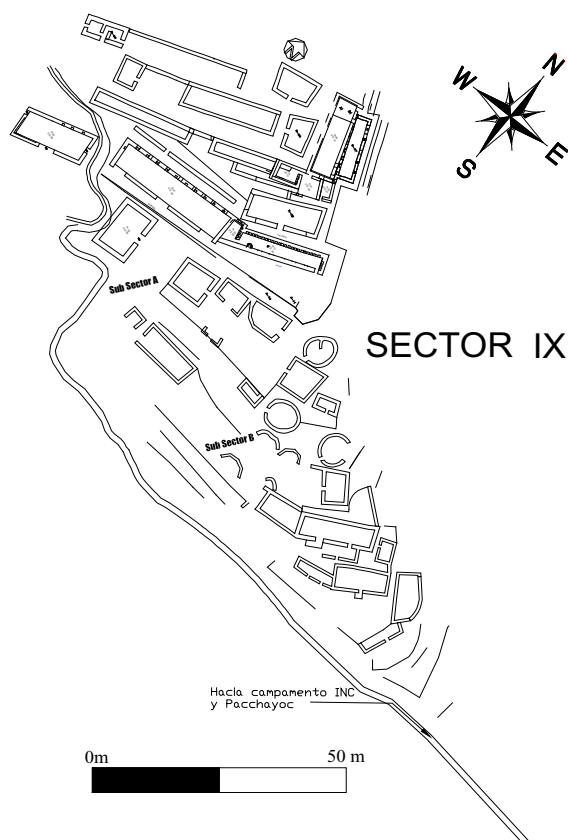 N
W
E
S
Sub Sector A
SECTOR IX
Sub Sector B
Hacia campamento INC
y Pacchayoc
0m
50 m